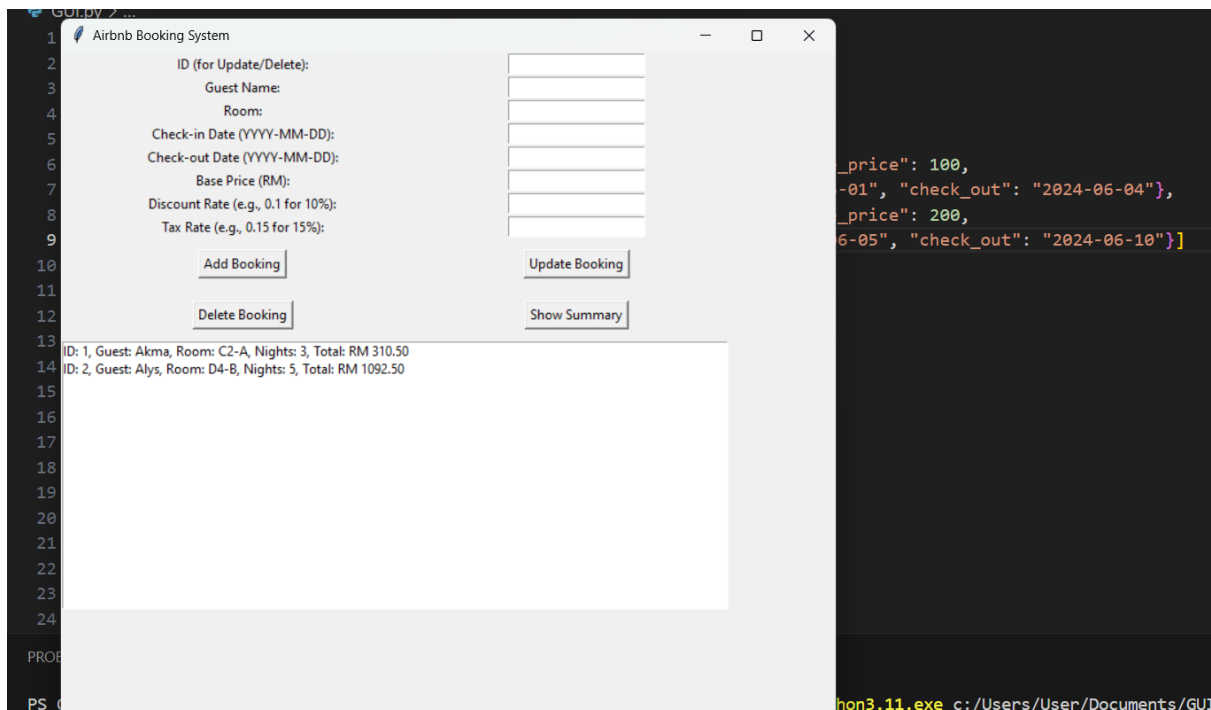 GUI.py > ...
Airbnb Booking System
ID (for Update/Delete):
Guest Name:
Room:
Check-in Date (YYYY-MM-DD):
Check-out Date (YYYY-MM-DD):
Base Price (RM):
Discount Rate (e.g., 0.1 for 10%):
Tax Rate (e.g., 0.15 for 15%):
Add Booking Update Booking
Delete Booking Show Summary
ID: 1, Guest: Akma, Room: C2-A, Nights: 3, Total: RM 310.50
ID: 2, Guest: Alys, Room: D4-B, Nights: 5, Total: RM 1092.50
1
2
3
4
5
6 _price": 100,
7 -01", "check_out": "2024-06-04"},
8 _price": 200,
9 6-05", "check_out": "2024-06-10"}]
10
11
12
13
14
15
16
17
18
19
20
21
22
23
24
PROB
PS hon3.11.exe c:/Users/User/Documents/GUI